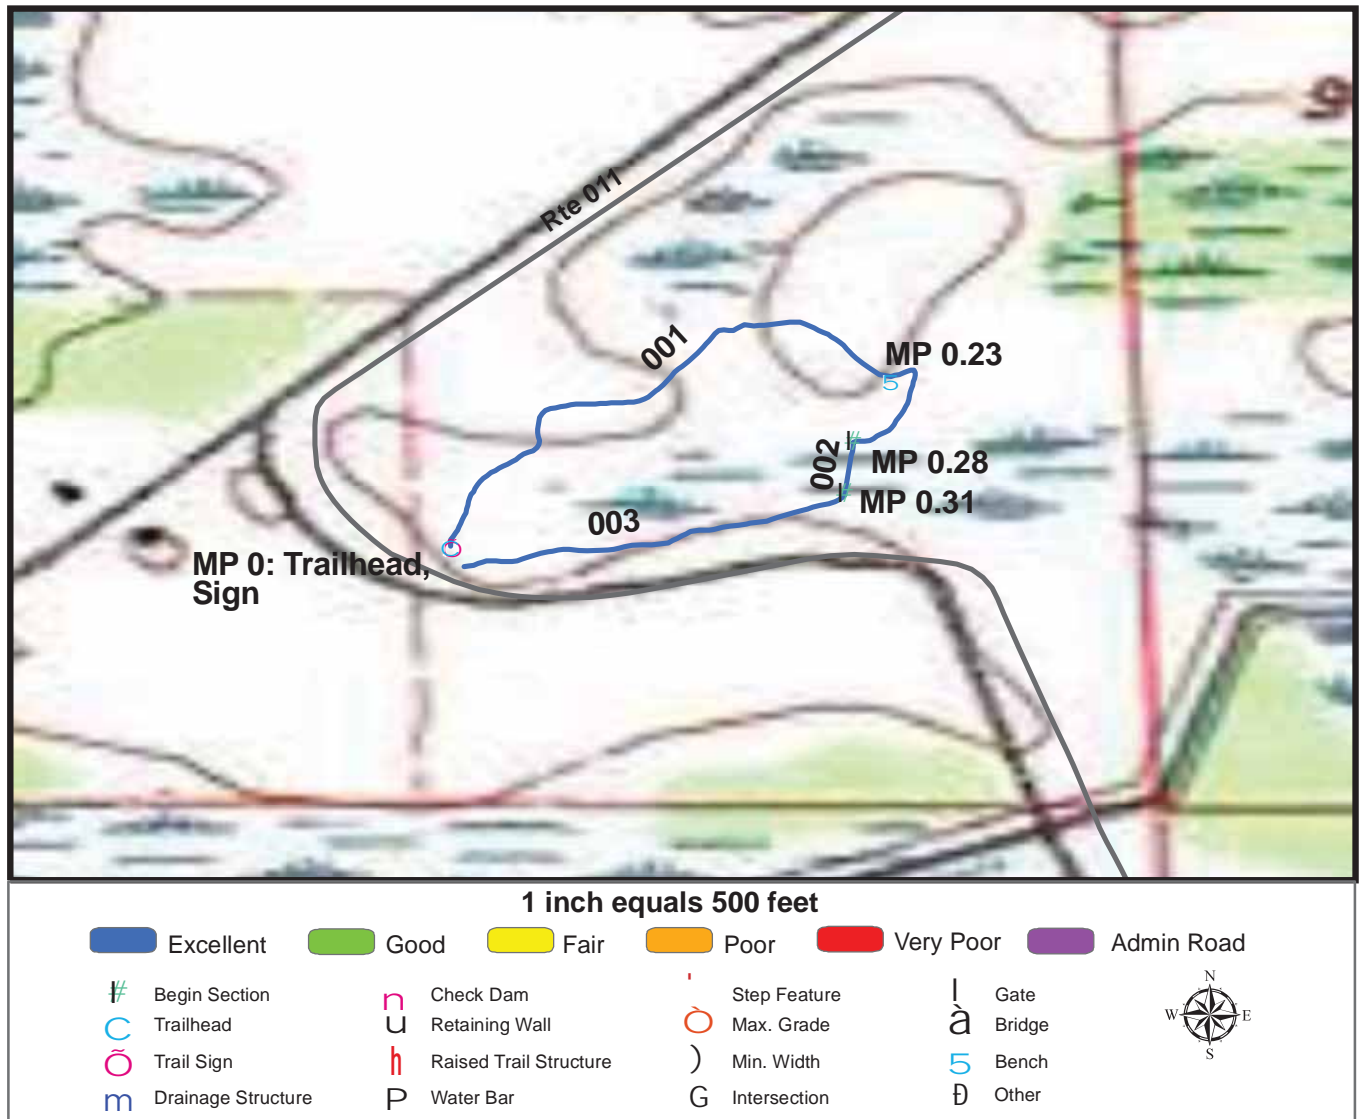 Rte 011
001
MP 0.23
002
MP 0.28
MP 0.31
003
MP 0: Trailhead,
Sign
1 inch equals 500 feet
Excellent Good Fair Poor Very Poor Admin Road
Begin Section n Check Dam Step Feature Gate
C Trailhead u Retaining Wall Ò Max. Grade à Bridge
Õ Trail Sign h Raised Trail Structure ) Min. Width 5 Bench
m Drainage Structure P Water Bar G Intersection Đ Other
N
W E
S